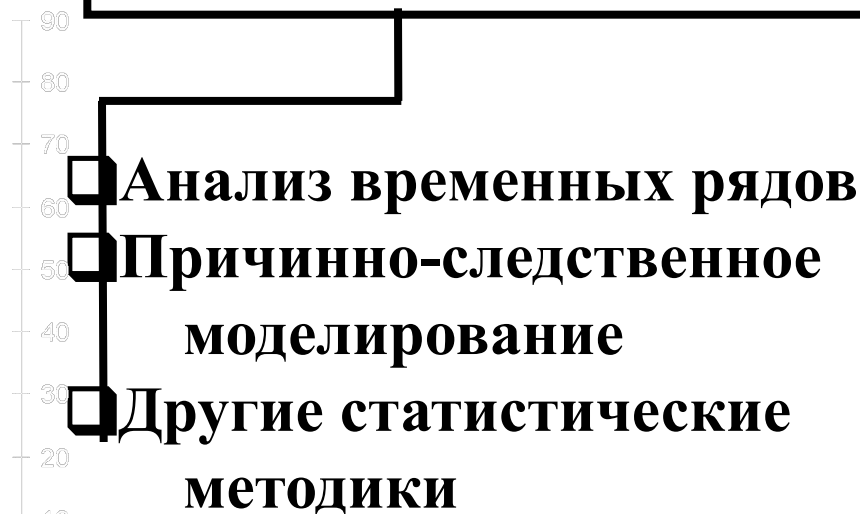 90
80
70
Анализ временных рядов
60
Причинно-следственное
50
моделирование
40
30
Другие статистические
20
методики